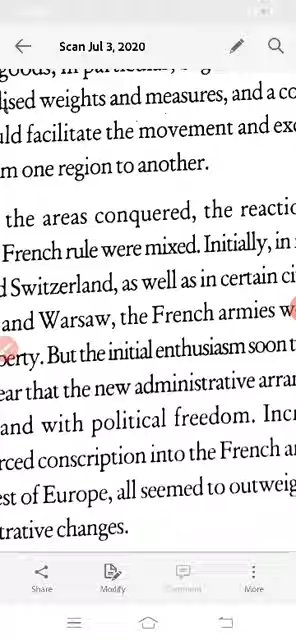 Scan Jul 3, 2020
goods, in
ised weights and measures, and a co
uld facilitate the movement and exc
m one region to another.
the areas conquered, the reactio
French rule were mixed. Initially, in
d Switzerland, as well as in certain ci
and Warsaw, the French armies w
berty. But the initial enthusiasm soon t
ear that the new administrative arran
and with political freedom. Incr
rced conscription into the French a
est of Europe, all seemed to outweig
trative changes.
Share Modify Comment More